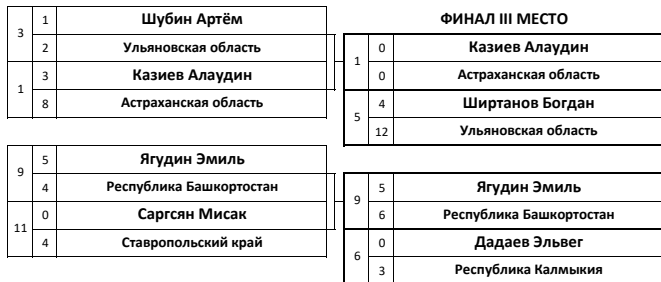 3 1 Шубин Артём
2 Ульяновская область
1 3 Казиев Алаудин
8 Астраханская область
9 5 Ягудин Эмиль
4 Республика Башкортостан
11 0 Саргсян Мисак
4 Ставропольский край
ФИНАЛ III МЕСТО
1 0 Казиев Алаудин
0 Астраханская область
5 4 Ширтанов Богдан
12 Ульяновская область
9 5 Ягудин Эмиль
6 Республика Башкортостан
6 0 Дадаев Эльвег
3 Республика Калмыкия